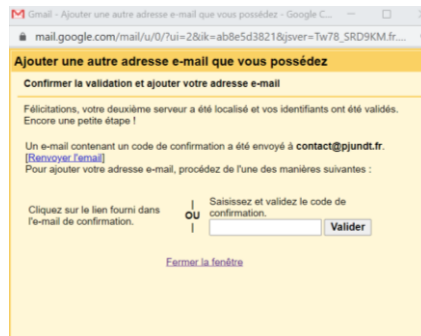 Gmail - Ajouter une autre adresse e-mail que vous possédez - Google C...
mail.google.com/mail/u/0/?ui=2&ik=ab8e5d3821&jsver=Tw78_SRD9KM.fr....
Ajouter une autre adresse e-mail que vous possédez
Confirmer la validation et ajouter votre adresse e-mail
Félicitations, votre deuxième serveur a été localisé et vos identifiants ont été validés.
Encore une petite étape !
Un e-mail contenant un code de confirmation a été envoyé à contact@pjundt.fr.
[Renvoyer l'email]
Pour ajouter votre adresse e-mail, procédez de l'une des manières suivantes :
Cliquez sur le lien fourni dans
l'e-mail de confirmation.
OU
Saisissez et validez le code de
confirmation.
Valider
Fermer la fenêtre